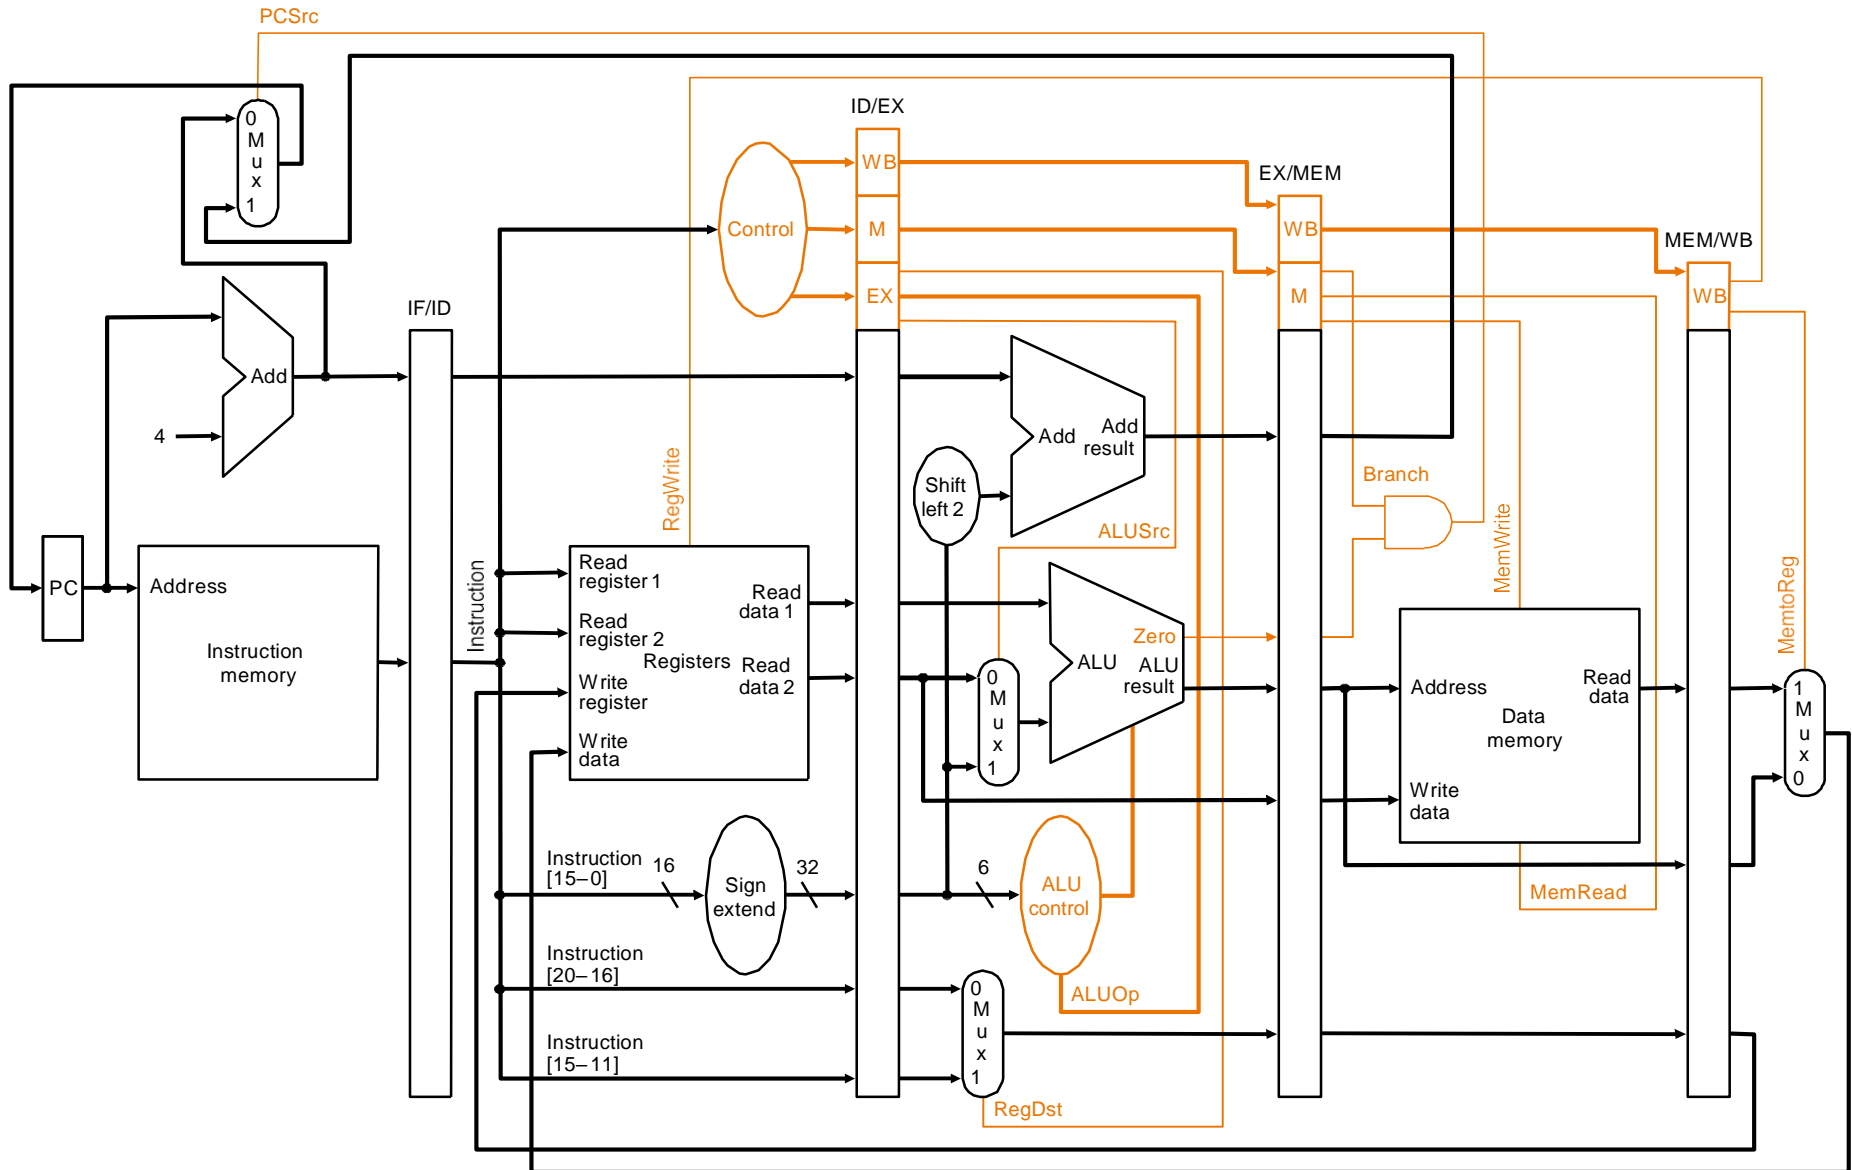 PCSrc
0
M
u
x
1
ID/EX
WB
M
EX
Control
EX/MEM
WB
M
MEM/WB
WB
IF/ID
Add
4
Add
Add
result
Shift
left 2
RegWrite
ALUSrc
Branch
MemWrite
MemtoReg
PC
Address
Instruction
memory
Instruction
Read
register 1
Read
register 2
Write
register
Write
data
Registers
Read
data 1
Read
data 2
0
M
u
x
1
Zero
ALU
ALU
result
Address
Read
data
Data
memory
Write
data
1
M
u
x
0
Instruction
[15–0]
16
Sign
extend
32
6
ALU
control
MemRead
Instruction
[20–16]
0
M
u
x
1
ALUOp
Instruction
[15–11]
RegDst